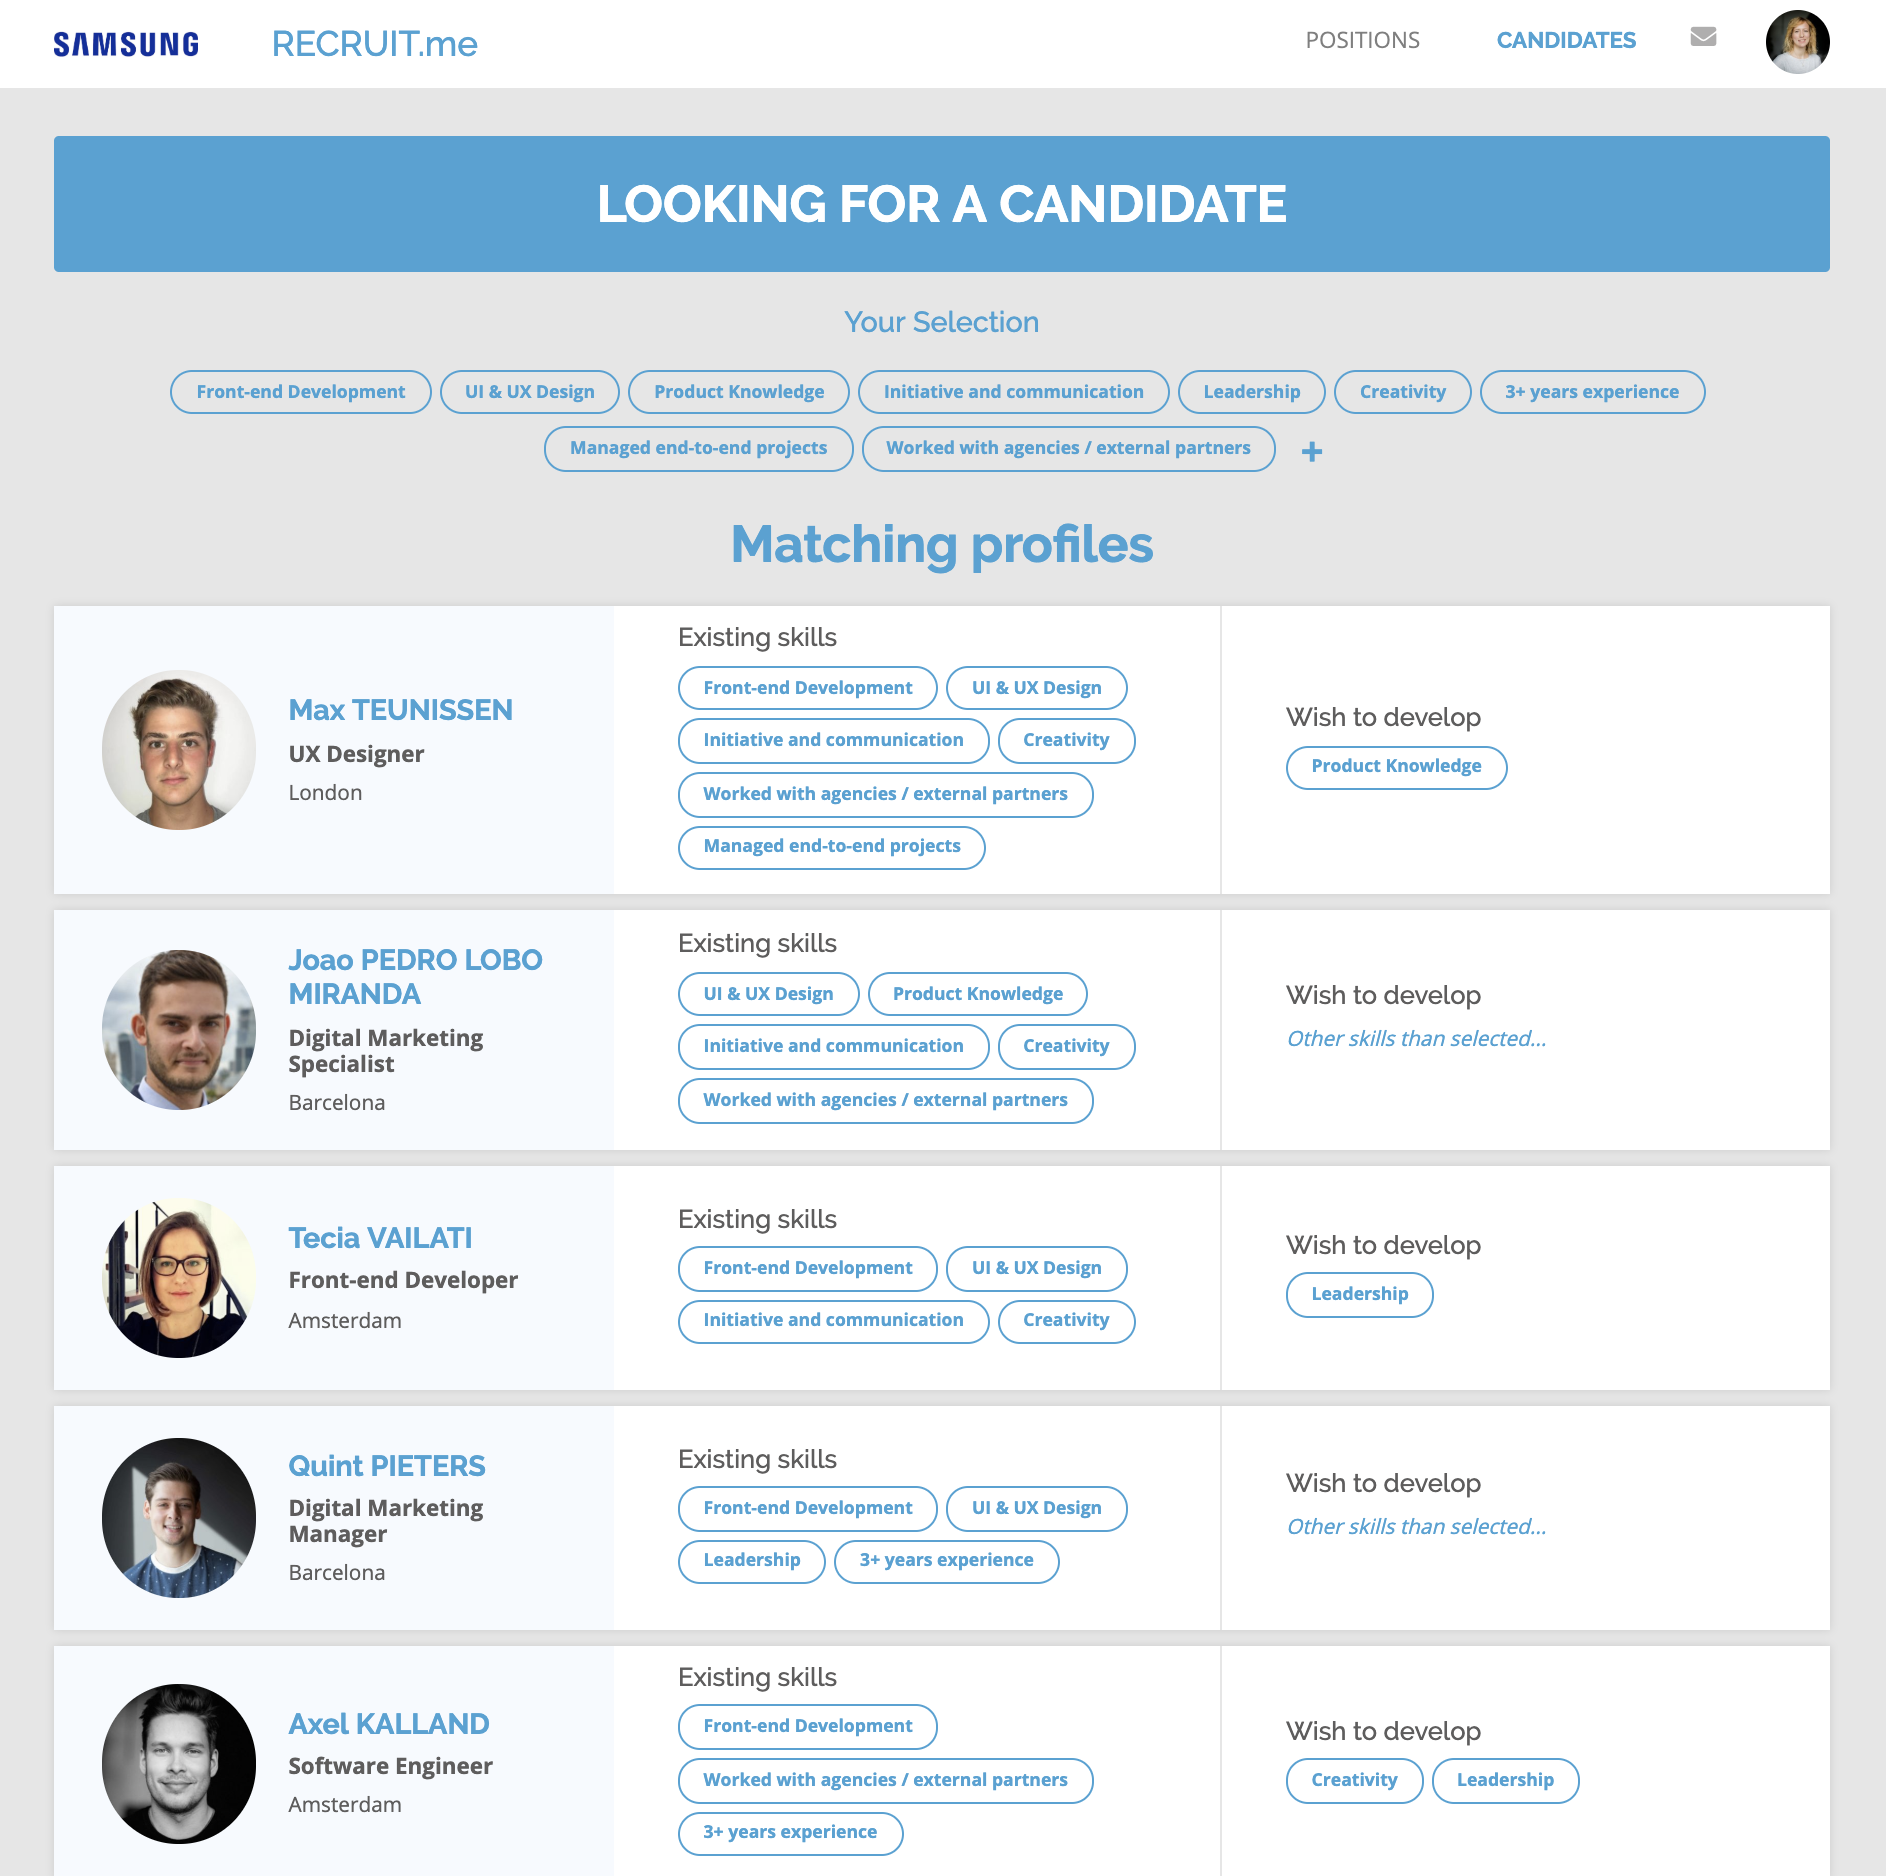 SAMSUNG RECRUIT.me POSITIONS CANDIDATES
LOOKING FOR A CANDIDATE
Your Selection
Front-end Development UI & UX Design Product Knowledge Initiative and communication Leadership Creativity 3+ years experience
Managed end-to-end projects Worked with agencies / external partners +
Matching profiles
Max TEUNISSEN
UX Designer
London
Existing skills
Front-end Development UI & UX Design
Initiative and communication Creativity
Worked with agencies / external partners
Managed end-to-end projects
Wish to develop
Product Knowledge
Joao PEDRO LOBO
MIRANDA
Digital Marketing
Specialist
Barcelona
Existing skills
UI & UX Design Product Knowledge
Initiative and communication Creativity
Worked with agencies / external partners
Wish to develop
Other skills than selected...
Tecia VAILATI
Front-end Developer
Amsterdam
Existing skills
Front-end Development UI & UX Design
Initiative and communication Creativity
Wish to develop
Leadership
Quint PIETERS
Digital Marketing
Manager
Barcelona
Existing skills
Front-end Development UI & UX Design
Leadership 3+ years experience
Wish to develop
Other skills than selected...
Axel KALLAND
Software Engineer
Amsterdam
Existing skills
Front-end Development
Worked with agencies / external partners
3+ years experience
Wish to develop
Creativity Leadership